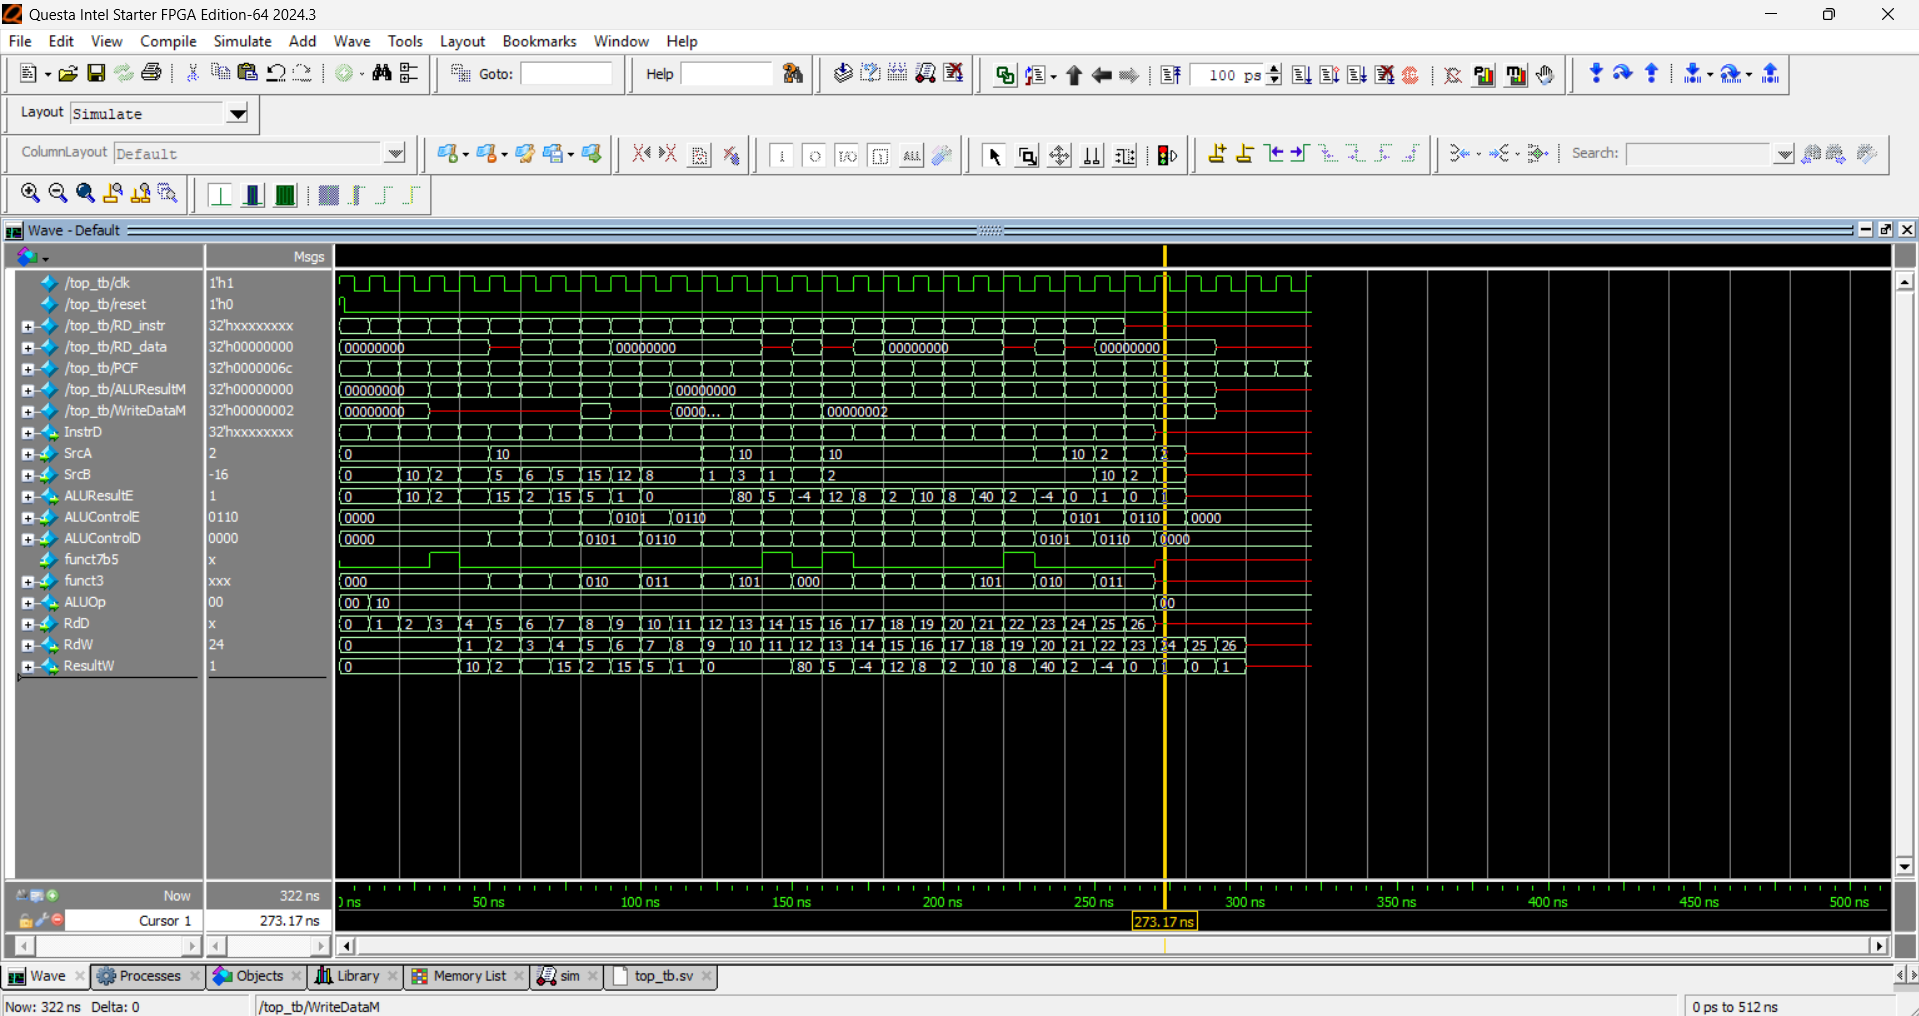 Questa Intel Starter FPGA Edition-64 2024.3
File Edit View Compile Simulate Add Wave Tools Layout Bookmarks Window Help
Goto: Help 100 ps
Layout Simulate
ColumnLayout Default Search:
Wave - Default
Msgs
/top_tb/clk 1'h1
/top_tb/reset 1'h0
/top_tb/RD_instr 32'hxxxxxxxx
/top_tb/RD_data 32'h00000000 00000000 00000000 00000000 00000000
/top_tb/PCF 32'h0000006c
/top_tb/ALUResultM 32'h00000000 00000000 00000000
/top_tb/WriteDataM 32'h00000002 00000000 0000... 00000002
InstrD 32'hxxxxxxxx
SrcA 2 0 10 10 10 10 2
SrcB -16 0 10 2 5 6 5 15 12 8 1 3 1 2 10 2
ALUResultE 1 0 10 2 15 2 15 5 1 0 80 5 -4 12 8 2 10 8 40 2 -4 0 1 0 1
ALUControlE 0110 0000 0101 0110 0101 0110 0000
ALUControlD 0000 0000 0101 0110 0101 0110 0000
funct7b5 x
funct3 xxx 000 010 011 101 000 101 010 011
ALUOp 00 00 10 00
RdD x 0 1 2 3 4 5 6 7 8 9 10 11 12 13 14 15 16 17 18 19 20 21 22 23 24 25 26
RdW 24 0 1 2 3 4 5 6 7 8 9 10 11 12 13 14 15 16 17 18 19 20 21 22 23 24 25 26
ResultW 1 0 10 2 15 2 15 5 1 0 80 5 -4 12 8 2 10 8 40 2 -4 0 1 0 1
Now 322 ns
50 ns 100 ns 150 ns 200 ns 250 ns 300 ns 350 ns 400 ns 450 ns 500 ns
Cursor 1 273.17 ns 273.17 ns
Wave Processes Objects Library Memory List sim top_tb.sv
Now: 322 ns Delta: 0 /top_tb/WriteDataM 0 ps to 512 ns